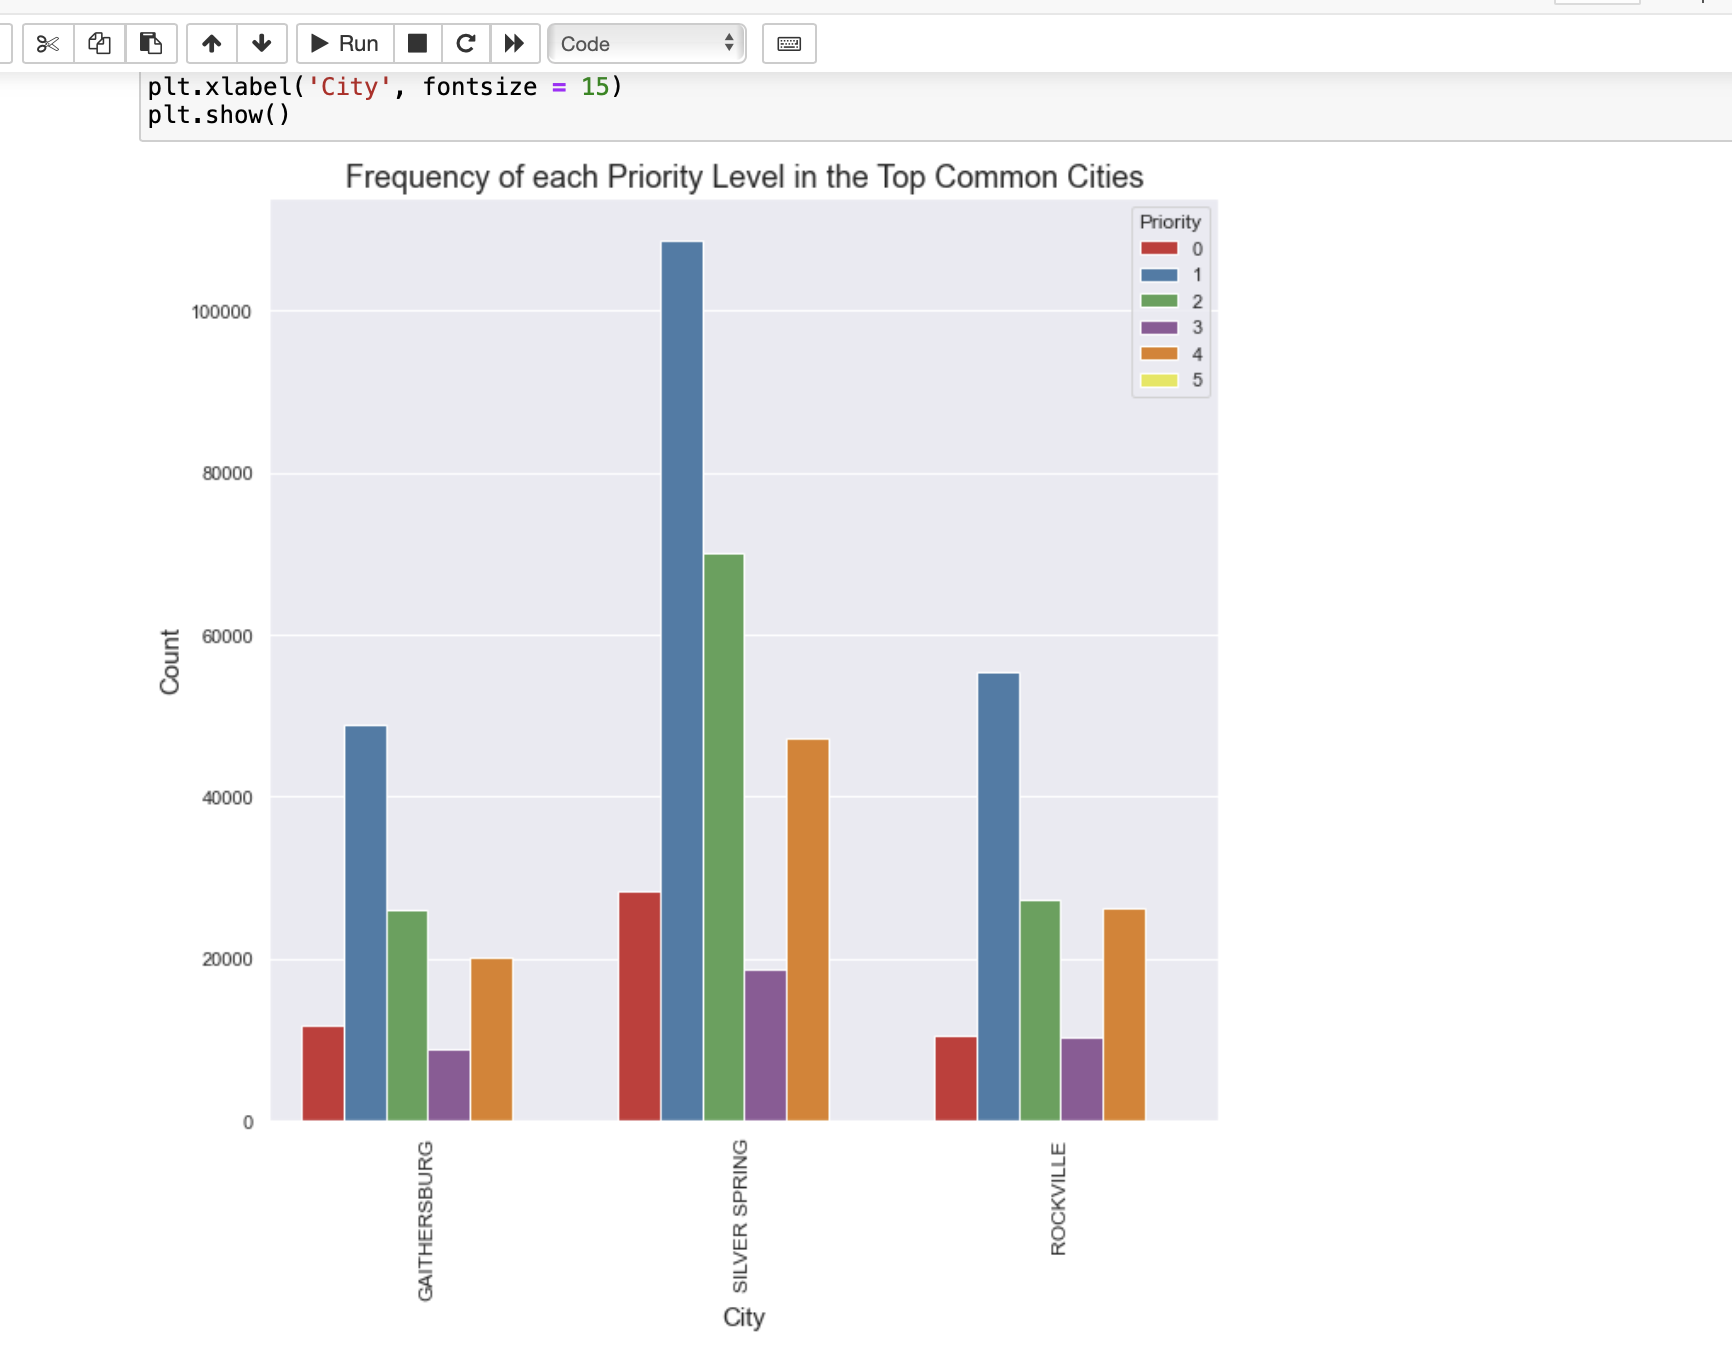 Run
Code
plt.xlabel('City', fontsize = 15)
plt.show()
Frequency of each Priority Level in the Top Common Cities
Priority
0
1
2
3
4
5
100000
80000
60000
40000
20000
0
Count
GAITHERSBURG
SILVER SPRING
ROCKVILLE
City